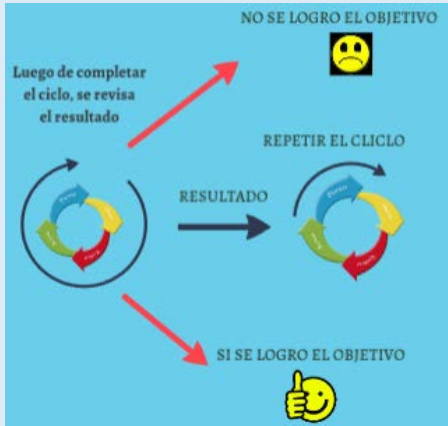 NO SE LOGRO EL OBJETIVO
Luego de completar
el ciclo, se revisa
el resultado
REPETIR EL CLICLO
RESULTADO
SI SE LOGRO EL OBJETIVO